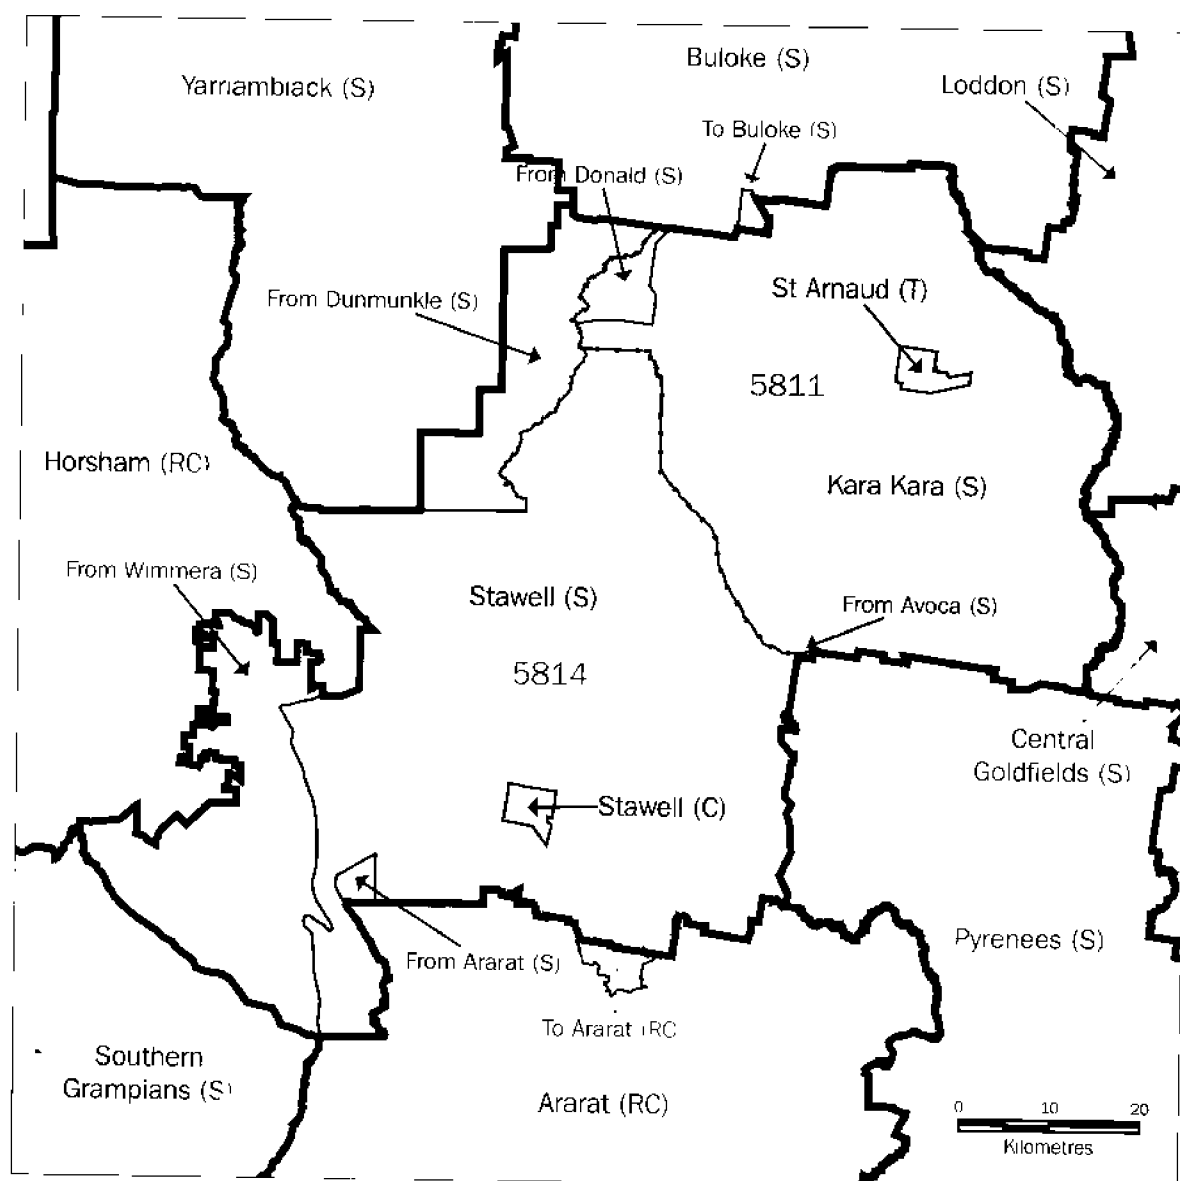 Buloke (S)
Yarriambiack (S)
Loddon (S)
To Buloke (S)
From Donald (S)
St Arnaud (T)
From Dunmunkle (S)
5811
Horsham (RC)
Kara Kara (S)
From Wimmera (S)
Stawell (S)
From Avoca (S)
5814
Central
Goldfields (S)
Stawell (C)
Pyrenees (S)
From Ararat (S)
To Ararat (RC
Southern
Grampians (S)
Ararat (RC)
0 10 20
Kilometres